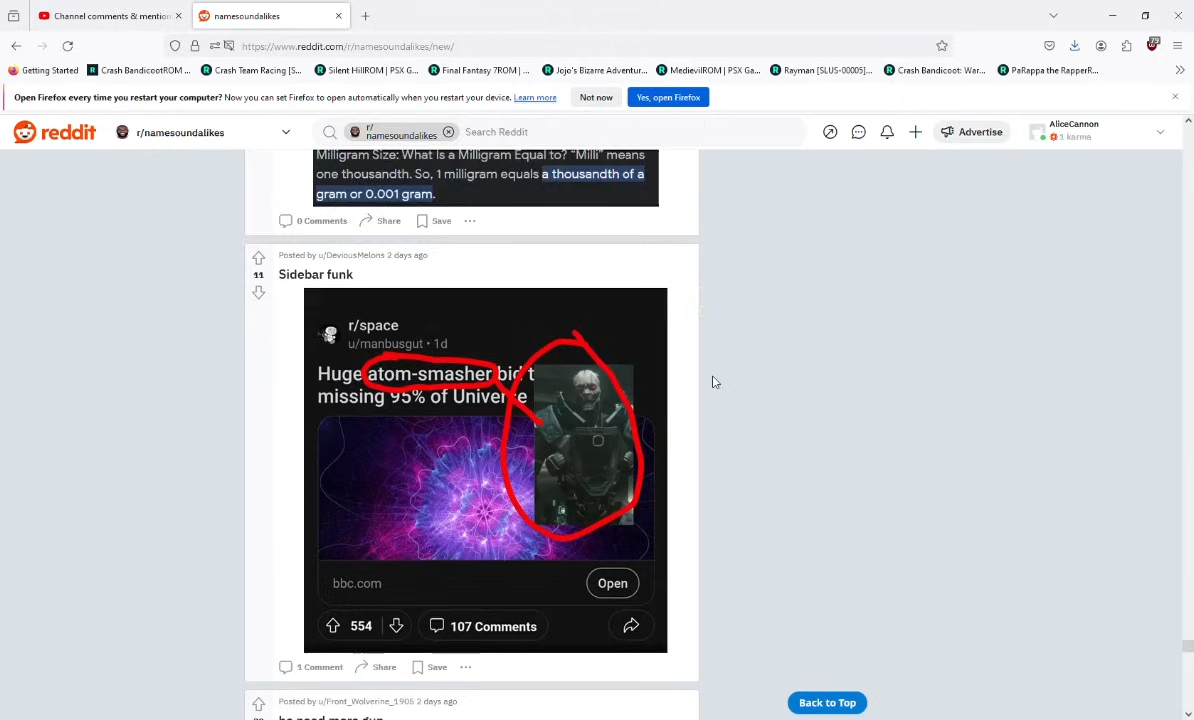 Channel comments & mention
namesoundalikes
https://www.reddit.com/r/namesoundalikes/new/
79
Getting Started
Crash BandicootROM ...
Crash Team Racing [S...
Silent HillROM | PSX G...
Final Fantasy 7ROM | ...
Jojo's Bizarre Adventur...
MedievilROM | PSX Ga...
Rayman [SLUS-00005]...
Crash Bandicoot: War...
PaRappa the RapperR...
Open Firefox every time you restart your computer? Now you can set Firefox to open automatically when you restart your device. Learn more
Not now
Yes, open Firefox
reddit
r/namesoundalikes
r/
namesoundalikes
Search Reddit
Advertise
AliceCannon
1 karma
Milligram Size: What Is a Milligram Equal to? "Milli" means
one thousandth. So, 1 milligram equals a thousandth of a
gram or 0.001 gram.
0 Comments
Share
Save
Posted by u/DeviousMelons 2 days ago
11
Sidebar funk
r/space
u/manbusgut • 1d
Huge atom-smasher bid t
missing 95% of Universe
bbc.com
Open
554
107 Comments
1 Comment
Share
Save
Posted by u/Front_Wolverine_1905 2 days ago
he need more gun
Back to Top